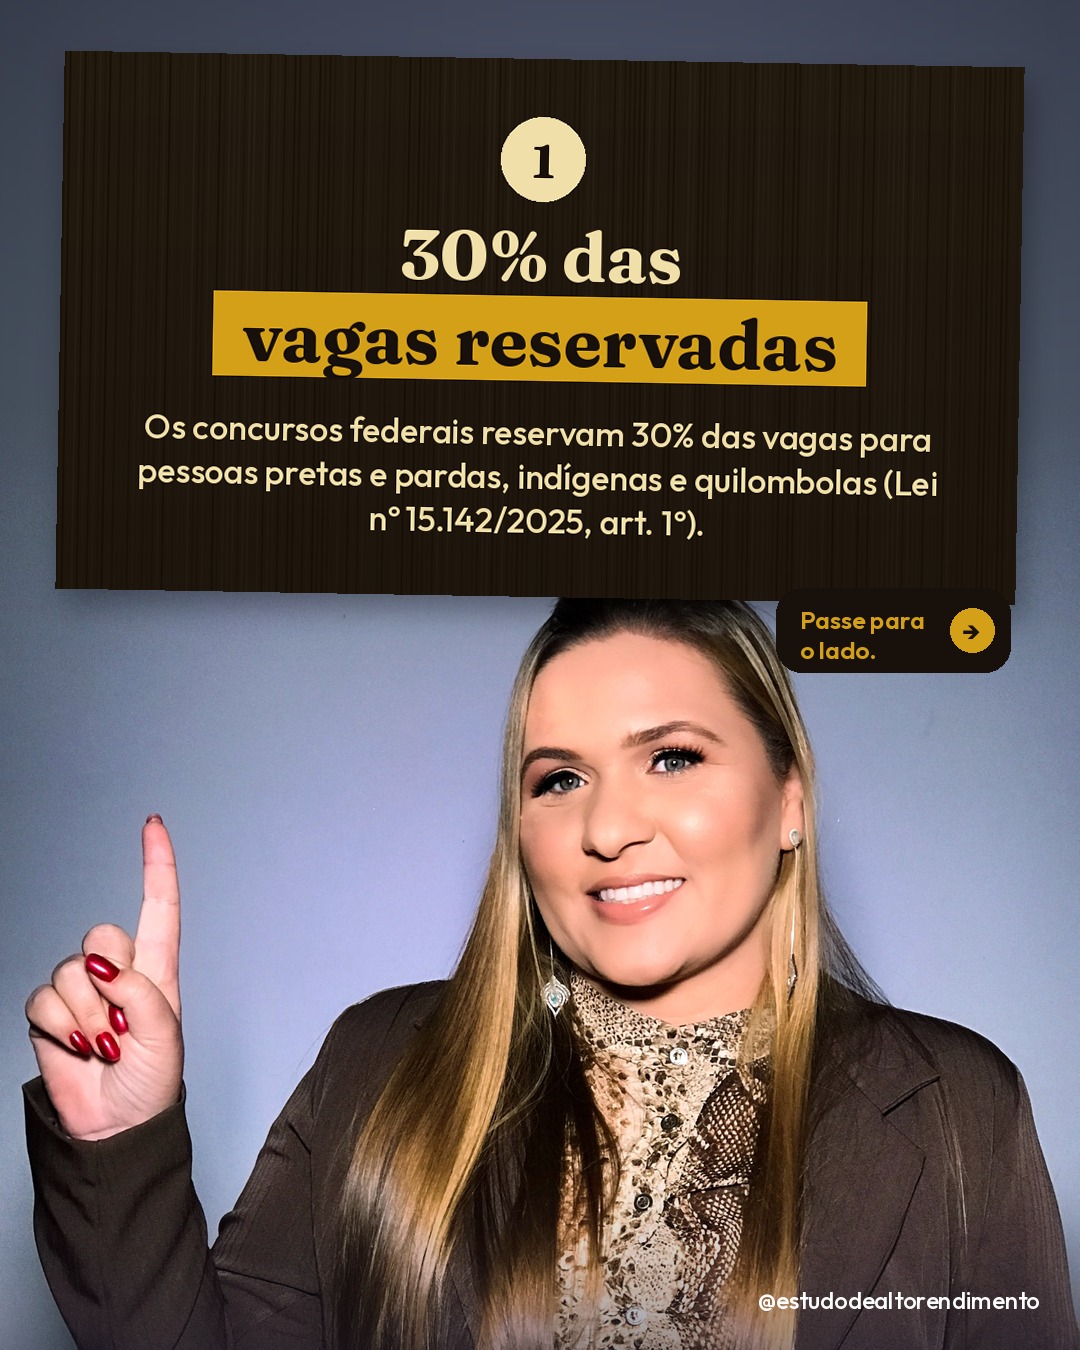 1
30% das
vagas reservadas
Os concursos federais reservam 30% das vagas para
pessoas pretas e pardas, indígenas e quilombolas (Lei
nº 15.142/2025, art. 1º).
Passe para
o lado.
@estudodealtorendimento